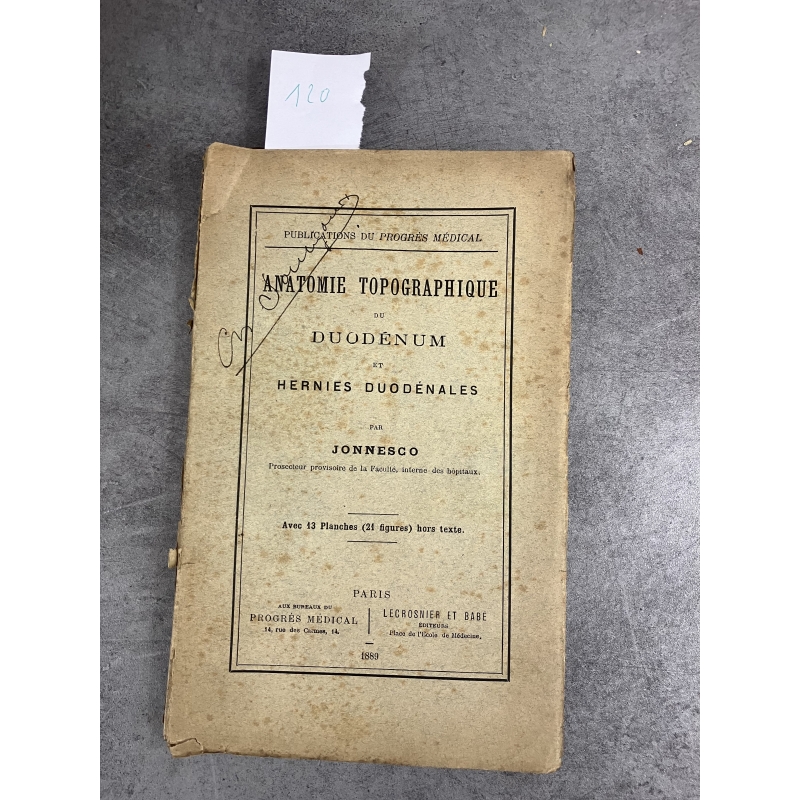 120
PUBLICATIONS DU PROGRÈS MÉDICAL
ANATOMIE TOPOGRAPHIQUE
DU
DUODÉNUM
ET
HERNIES DUODÉNALES
PAR
JONNESCO
Prosecteur provisoire de la Faculté, interne des hôpitaux.
Avec 13 Planches (21 figures) hors texte.
PARIS
AUX BUREAUX DU
PROGRÈS MÉDICAL
14, rue des Carmes, 14.
LECROSNIER ET BABÉ
ÉDITEURS
Place de l'École de Médecine.
1889